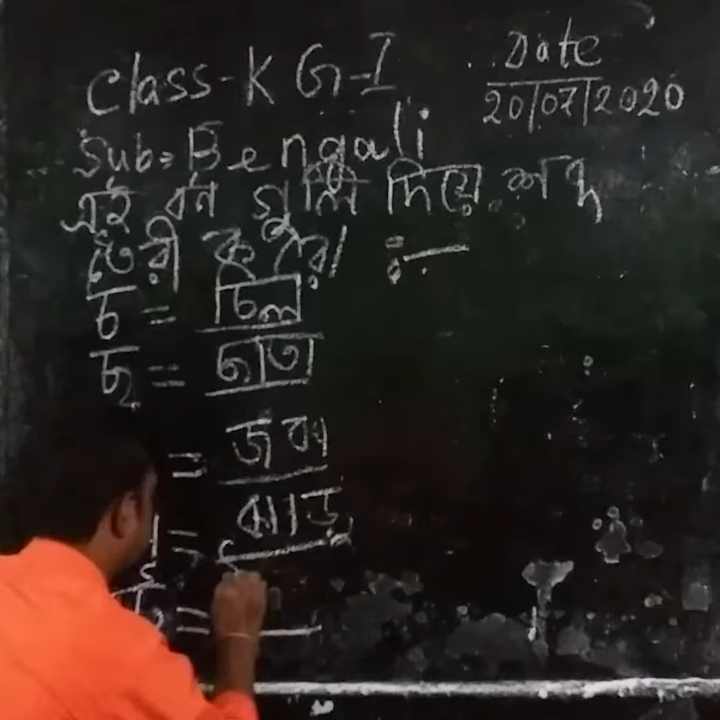 Class-K G-I
Date
20/07/2020
Sub= Bengali
এই বর্ণ গুলি দিয়ে শব্দ
তৈরী করো :-
চ = চিল
ছ = ছাতা
= জবা
= ঝাড়ু
=